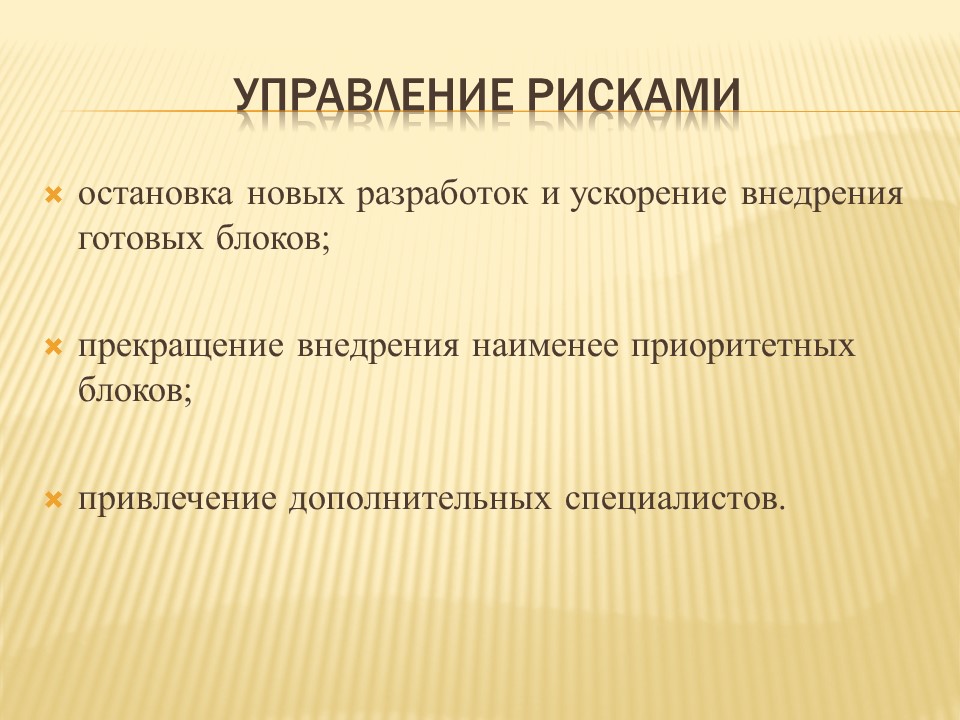 УПРАВЛЕНИЕ РИСКАМИ
остановка новых разработок и ускорение внедрения
готовых блоков;
прекращение внедрения наименее приоритетных
блоков;
привлечение дополнительных специалистов.